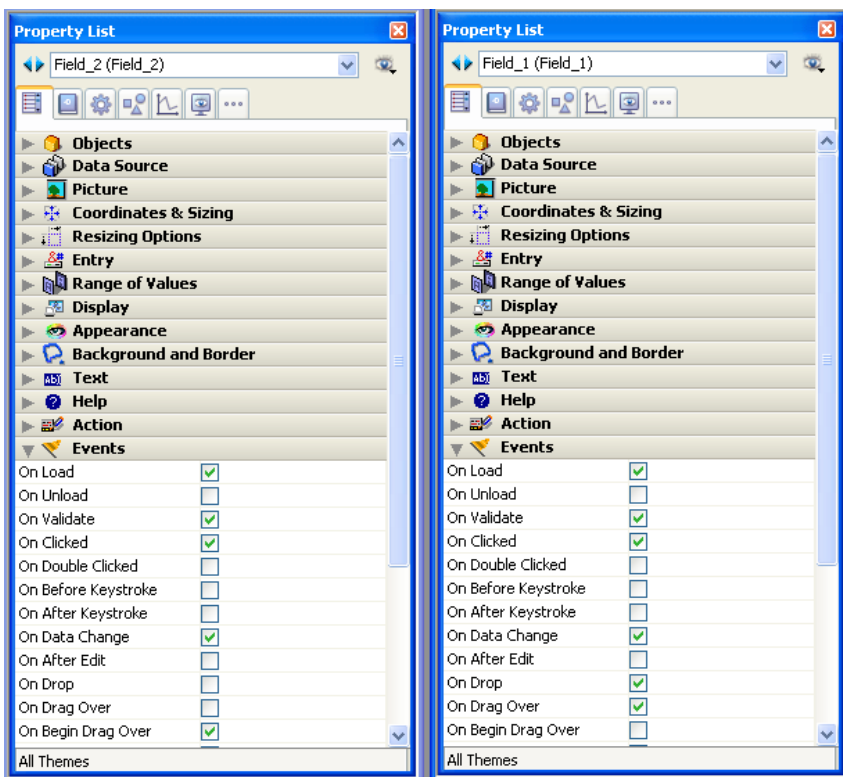 Property List
Field_2 (Field_2)
Objects
Data Source
Picture
Coordinates & Sizing
Resizing Options
Entry
Range of Values
Display
Appearance
Background and Border
Text
Help
Action
Events
On Load
On Unload
On Validate
On Clicked
On Double Clicked
On Before Keystroke
On After Keystroke
On Data Change
On After Edit
On Drop
On Drag Over
On Begin Drag Over
All Themes
Property List
Field_1 (Field_1)
Objects
Data Source
Picture
Coordinates & Sizing
Resizing Options
Entry
Range of Values
Display
Appearance
Background and Border
Text
Help
Action
Events
On Load
On Unload
On Validate
On Clicked
On Double Clicked
On Before Keystroke
On After Keystroke
On Data Change
On After Edit
On Drop
On Drag Over
On Begin Drag Over
All Themes